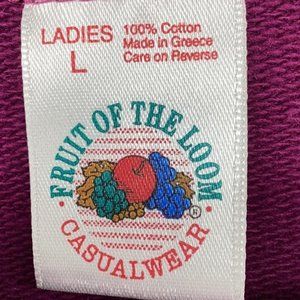 LADIES
L
100% Cotton
Made in Greece
Care on Reverse
FRUIT OF THE LOOM
®
CASUALWEAR